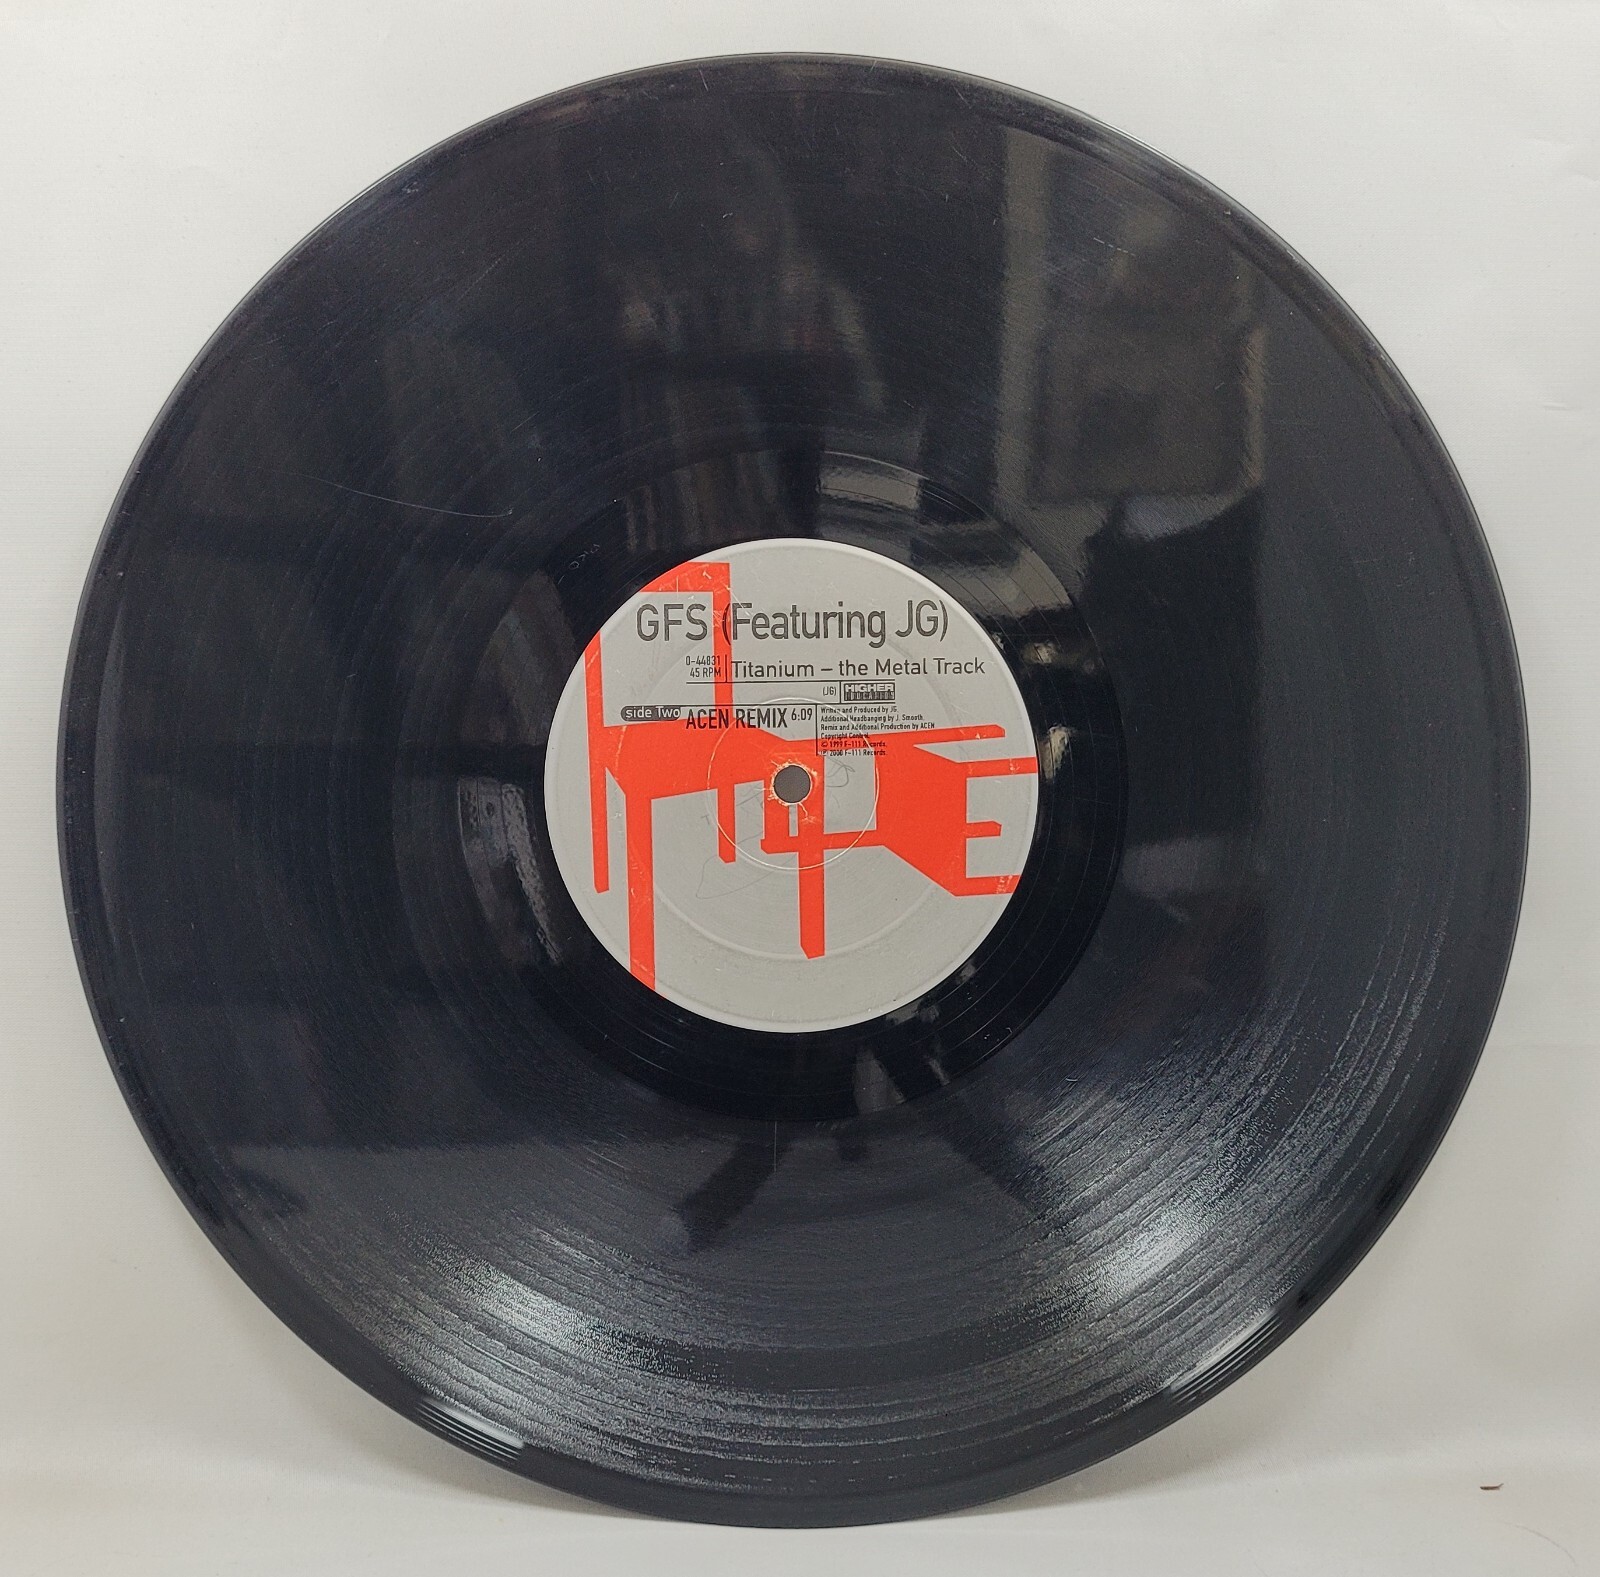 GFS (Featuring JG)
0-44831
45 RPM
Titanium – the Metal Track
(JG) HIGHER EDUCATION
side Two ACEN REMIX 6:09
Written and Produced by JG
Additional Headbanging by J. Smooth
Remix and Additional Production by ACEN
Copyright Control.
© 1999 F-111 Records.
℗ 2000 F-111 Records.